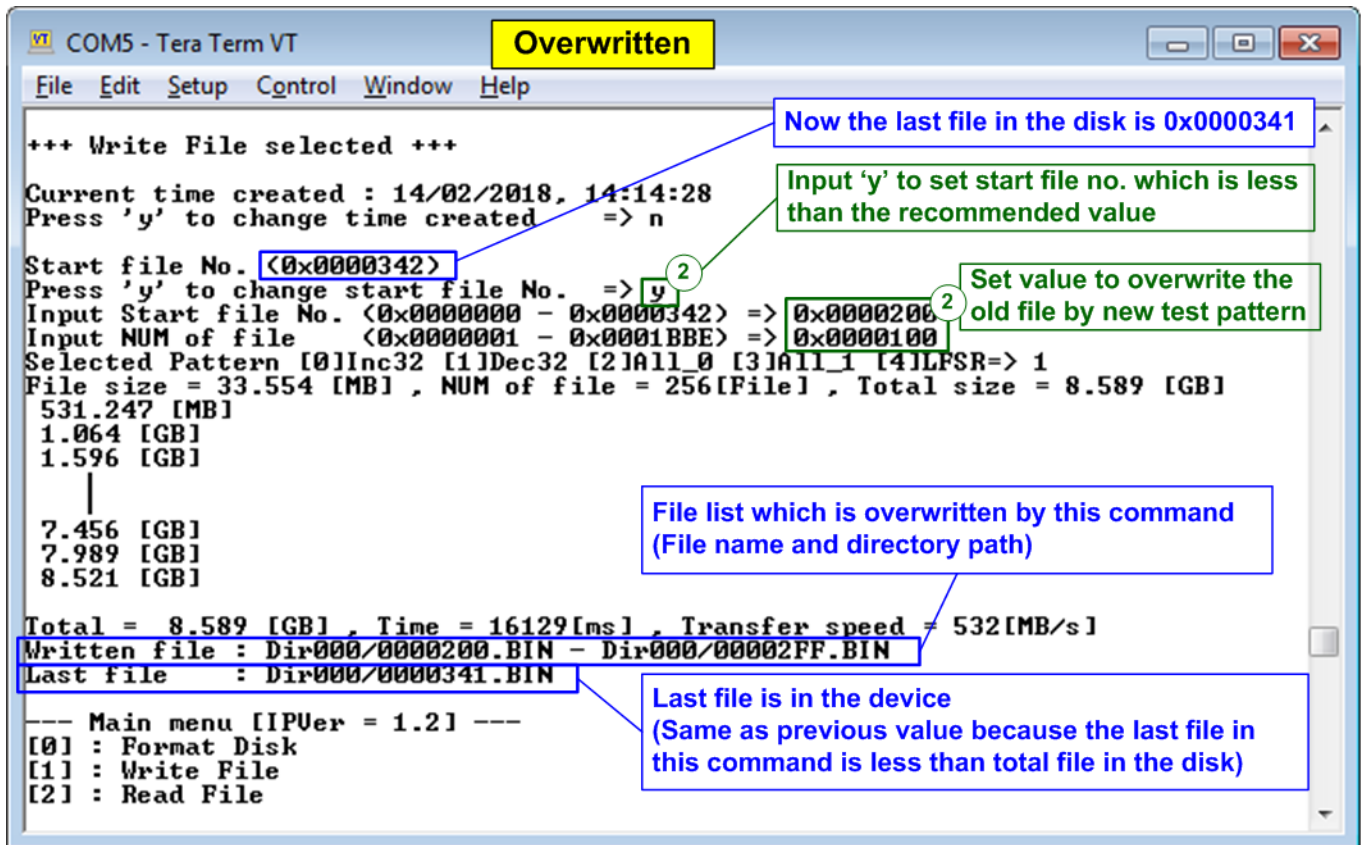 COM5 - Tera Term VT
Overwritten
File Edit Setup Control Window Help
Now the last file in the disk is 0x0000341
+++ Write File selected +++
Input ‘y’ to set start file no. which is less
than the recommended value
Current time created : 14/02/2018, 14:14:28
Press 'y' to change time created => n
Start file No. (0x0000342)
2
Set value to overwrite the
old file by new test pattern
Press 'y' to change start file No. => y
2
Input Start file No. (0x0000000 - 0x0000342) => 0x0000200
Input NUM of file (0x0000001 - 0x0001BBE) => 0x0000100
Selected Pattern [0]Inc32 [1]Dec32 [2]All_0 [3]All_1 [4]LFSR=> 1
File size = 33.554 [MB] , NUM of file = 256[File] , Total size = 8.589 [GB]
531.247 [MB]
1.064 [GB]
1.596 [GB]
7.456 [GB]
7.989 [GB]
8.521 [GB]
File list which is overwritten by this command
(File name and directory path)
Total = 8.589 [GB] , Time = 16129[ms] , Transfer speed = 532[MB/s]
Written file : Dir000/0000200.BIN - Dir000/00002FF.BIN
Last file : Dir000/0000341.BIN
Last file is in the device
(Same as previous value because the last file in
this command is less than total file in the disk)
--- Main menu [IPVer = 1.2] ---
[0] : Format Disk
[1] : Write File
[2] : Read File